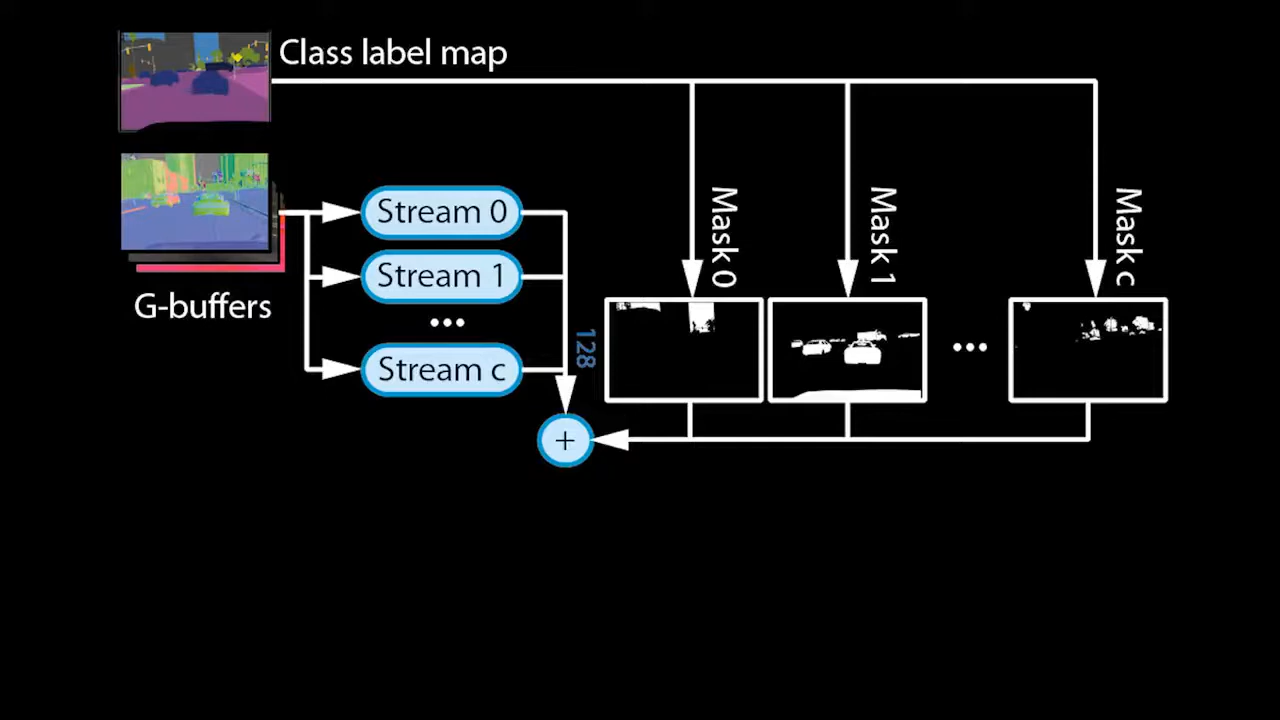 Class label map
G-buffers
Stream 0
Stream 1
...
Stream c
128
+
Mask 0
Mask 1
...
Mask c